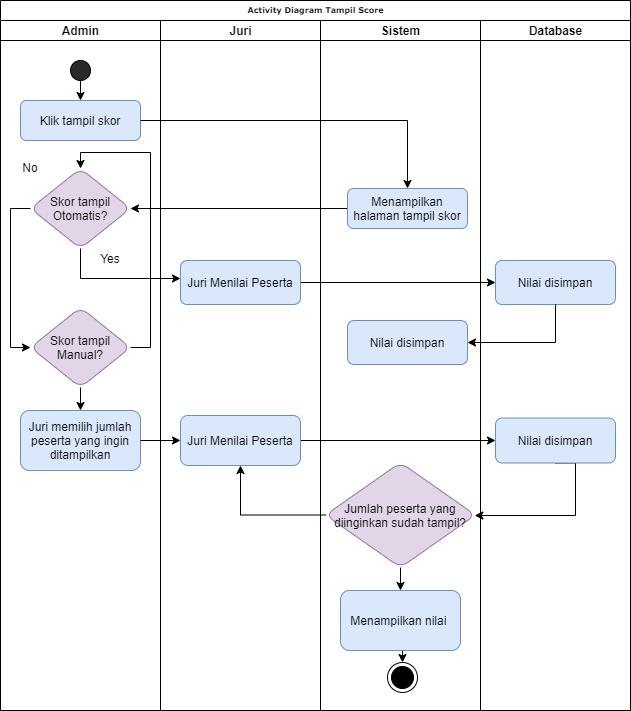 Activity Diagram Tampil Score
Admin
Juri
Sistem
Database
Klik tampil skor
No
Skor tampil
Otomatis?
Menampilkan
halaman tampil skor
Yes
Juri Menilai Peserta
Nilai disimpan
Skor tampil
Manual?
Nilai disimpan
Juri memilih jumlah
peserta yang ingin
ditampilkan
Juri Menilai Peserta
Nilai disimpan
Jumlah peserta yang
diinginkan sudah tampil?
Menampilkan nilai